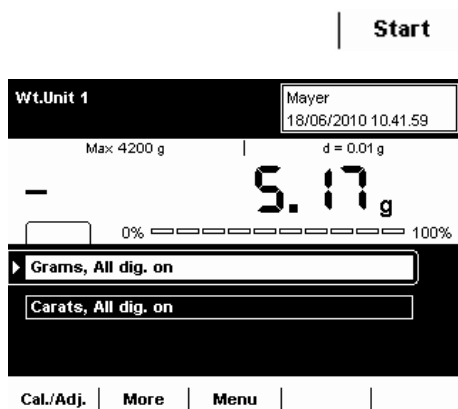 Start
Wt.Unit 1
Mayer
18/06/2010 10.41.59
Max 4200 g
d = 0.01 g
- 5.17 g
0% 100%
Grams, All dig. on
Carats, All dig. on
Cal./Adj. More Menu